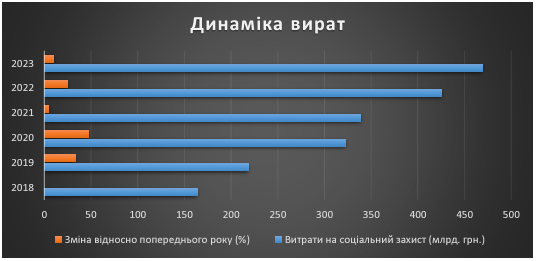 Динаміка вират
2023
2022
2021
2020
2019
2018
0 50 100 150 200 250 300 350 400 450 500
Зміна відносно попереднього року (%) Витрати на соціальний захист (млрд. грн.)